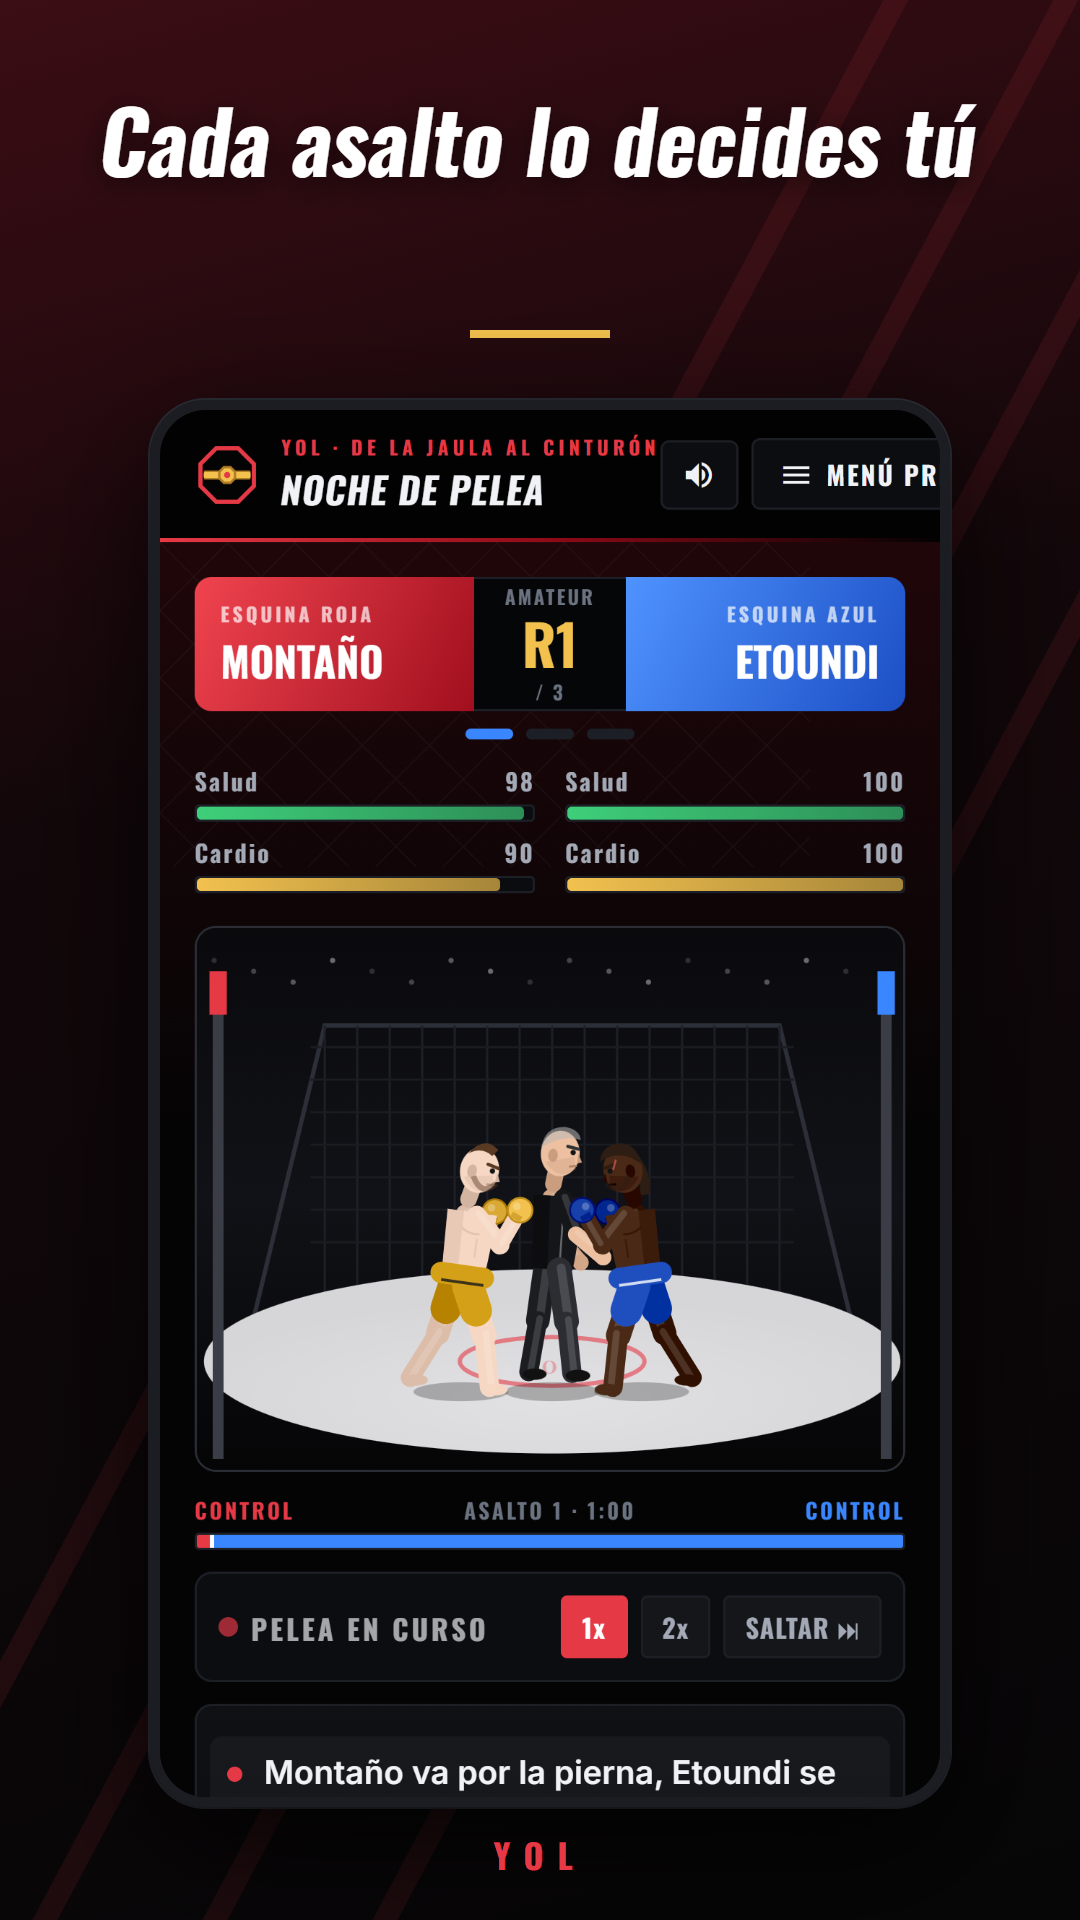 Cada asalto lo decides tú
YOL · DE LA JAULA AL CINTURÓN
NOCHE DE PELEA
MENÚ PR
ESQUINA ROJA
MONTAÑO
AMATEUR
R1
/ 3
ESQUINA AZUL
ETOUNDI
Salud 98
Salud 100
Cardio 90
Cardio 100
CONTROL
ASALTO 1 · 1:00
CONTROL
PELEA EN CURSO
1x
2x
SALTAR
Montaño va por la pierna, Etoundi se
YOL